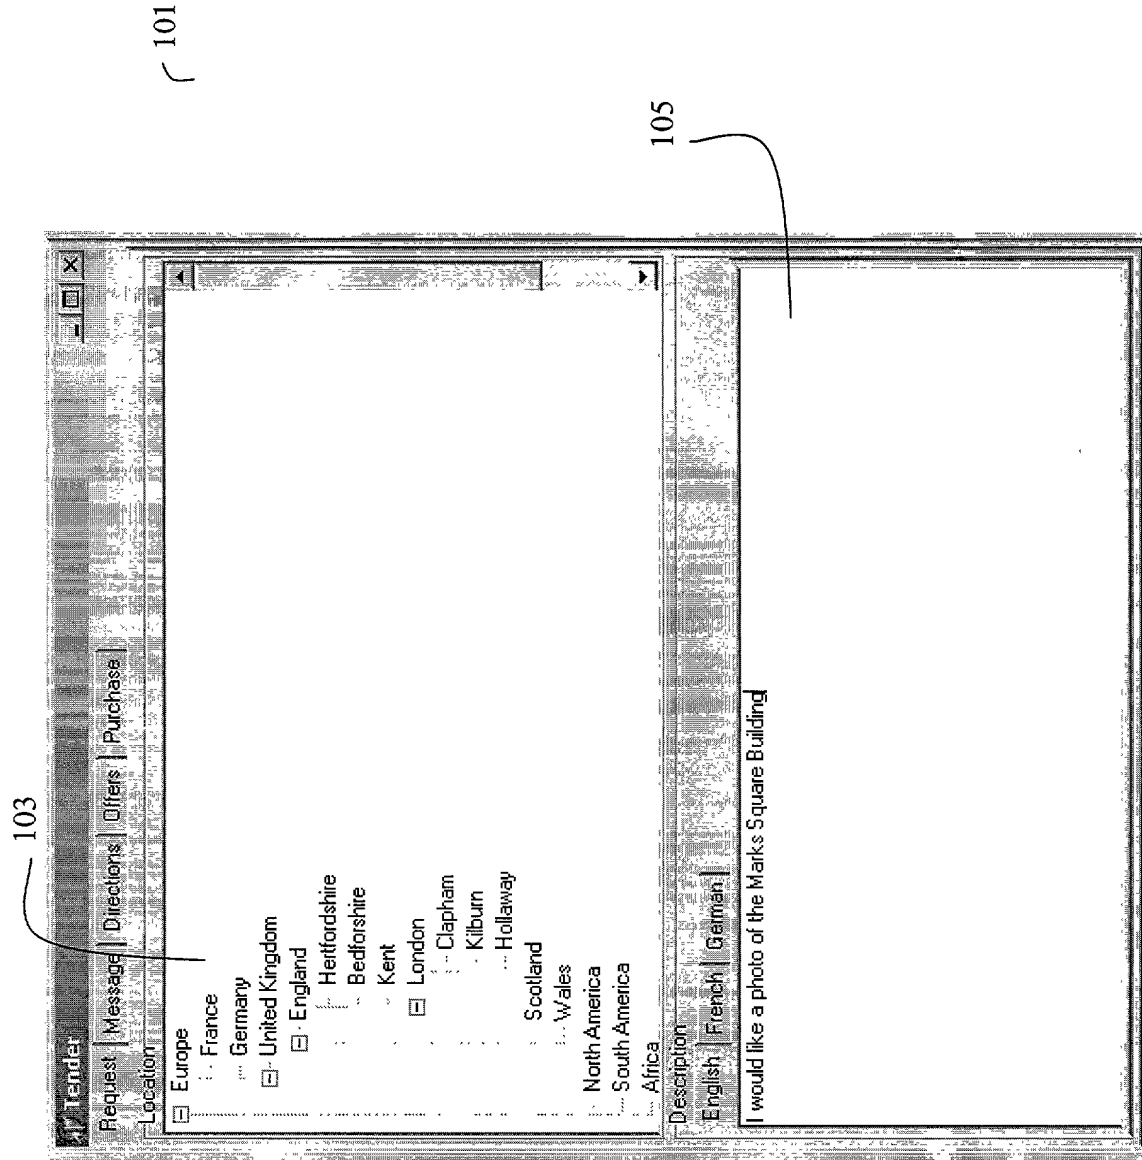 101
103
105
Tender
Request Message Directions Offers Purchase
Location
Europe
France
Germany
United Kingdom
England
Hertfordshire
Bedforshire
Kent
London
Clapham
Kilburn
Hollaway
Scotland
Wales
North America
South America
Africa
Description
English French German
I would like a photo of the Marks Square Building